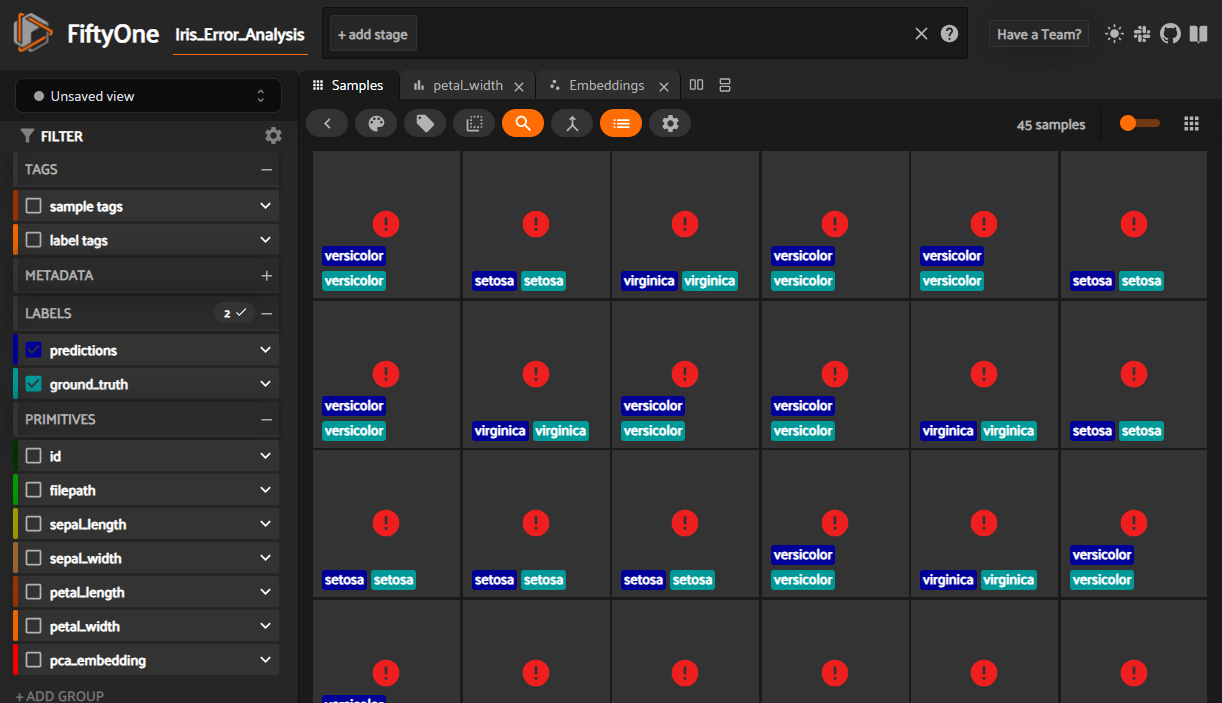 FiftyOne
Iris_Error_Analysis
+ add stage
Have a Team?
Unsaved view
Samples
petal_width
Embeddings
FILTER
45 samples
TAGS
sample tags
label tags
METADATA
LABELS
2
predictions
ground_truth
PRIMITIVES
id
filepath
sepal_length
sepal_width
petal_length
petal_width
pca_embedding
+ ADD GROUP
versicolor
versicolor
setosa setosa
virginica virginica
versicolor
versicolor
versicolor
versicolor
setosa setosa
versicolor
versicolor
virginica virginica
versicolor
versicolor
versicolor
versicolor
virginica virginica
setosa setosa
setosa setosa
setosa setosa
setosa setosa
versicolor
versicolor
virginica virginica
versicolor
versicolor